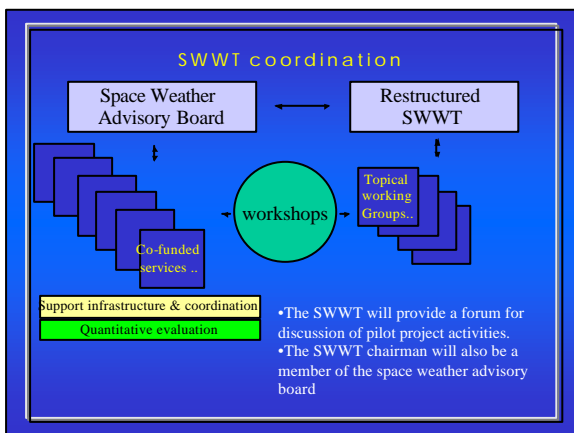 SWWT coordination
Space Weather
Advisory Board
Restructured
SWWT
Topical
working
Groups..
workshops
Co-funded
services ..
Support infrastructure & coordination
Quantitative evaluation
•The SWWT will provide a forum for
discussion of pilot project activities.
•The SWWT chairman will also be a
member of the space weather advisory
board